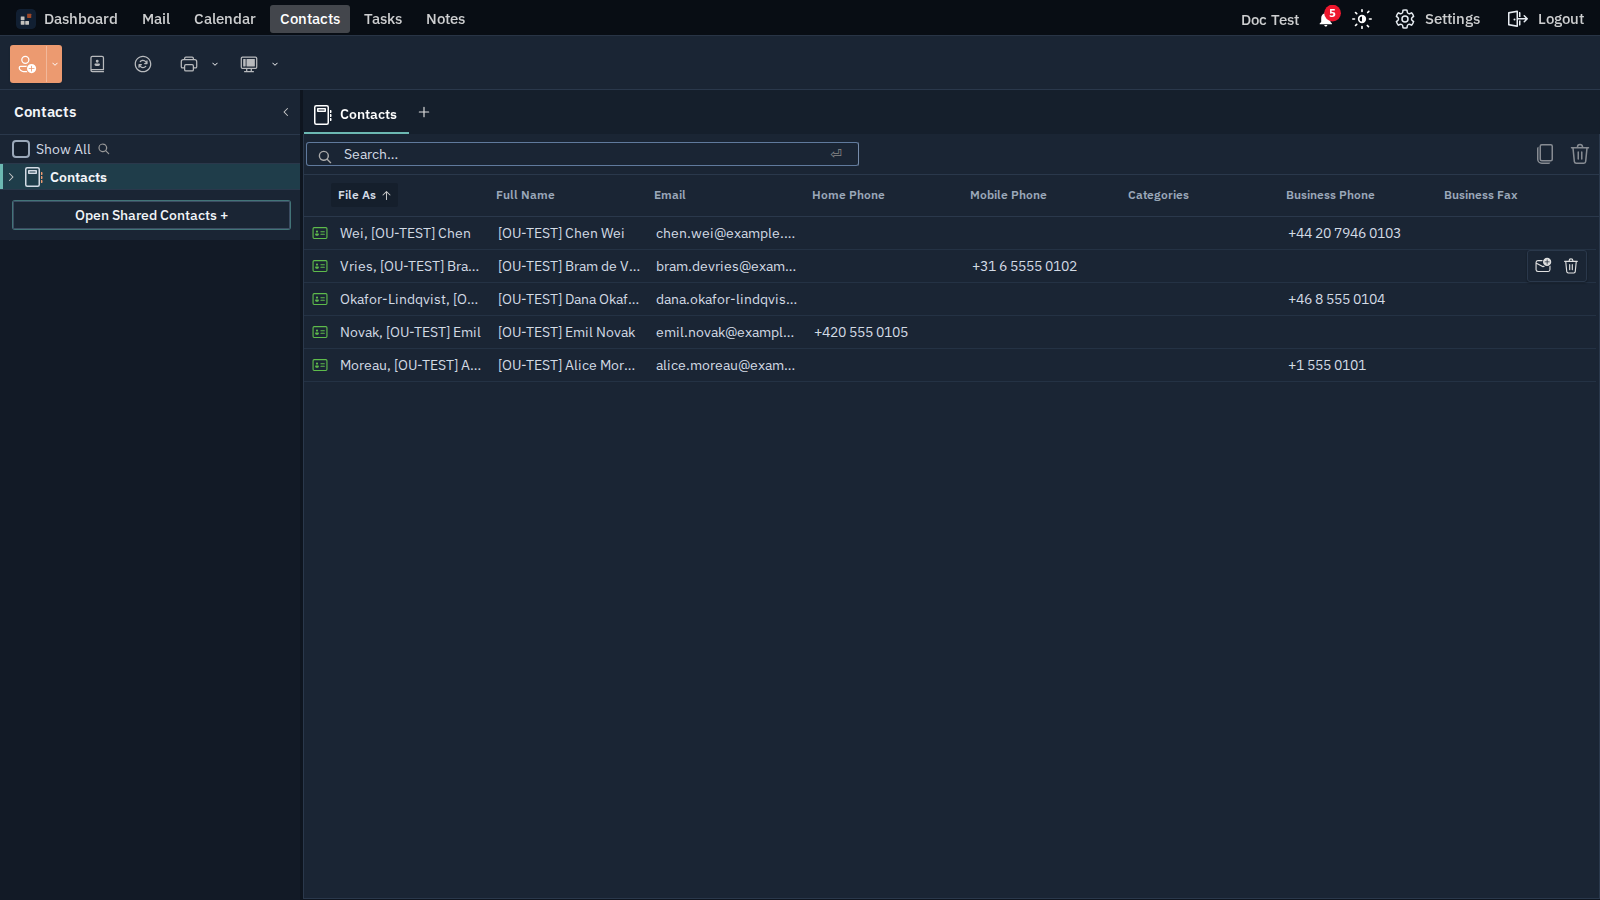 Dashboard Mail Calendar Contacts Tasks Notes Doc Test 5 Settings Logout
Contacts
Contacts
Show All
Search...
Contacts
File As Full Name Email Home Phone Mobile Phone Categories Business Phone Business Fax
Open Shared Contacts +
Wei, [OU-TEST] Chen [OU-TEST] Chen Wei chen.wei@example.... +44 20 7946 0103
Vries, [OU-TEST] Bra... [OU-TEST] Bram de V... bram.devries@exam... +31 6 5555 0102
Okafor-Lindqvist, [O... [OU-TEST] Dana Okaf... dana.okafor-lindqvis... +46 8 555 0104
Novak, [OU-TEST] Emil [OU-TEST] Emil Novak emil.novak@exampl... +420 555 0105
Moreau, [OU-TEST] A... [OU-TEST] Alice Mor... alice.moreau@exam... +1 555 0101